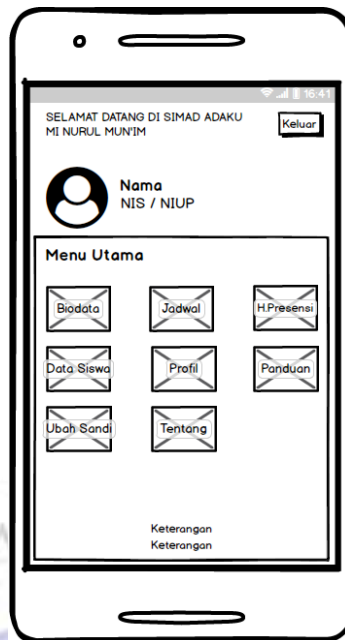 16:41
SELAMAT DATANG DI SIMAD ADAKU
MI NURUL MUN'IM
Keluar
Nama
NIS / NIUP
Menu Utama
Biodata
Jadwal
H.Presensi
Data Siswa
Profil
Panduan
Ubah Sandi
Tentang
Keterangan
Keterangan